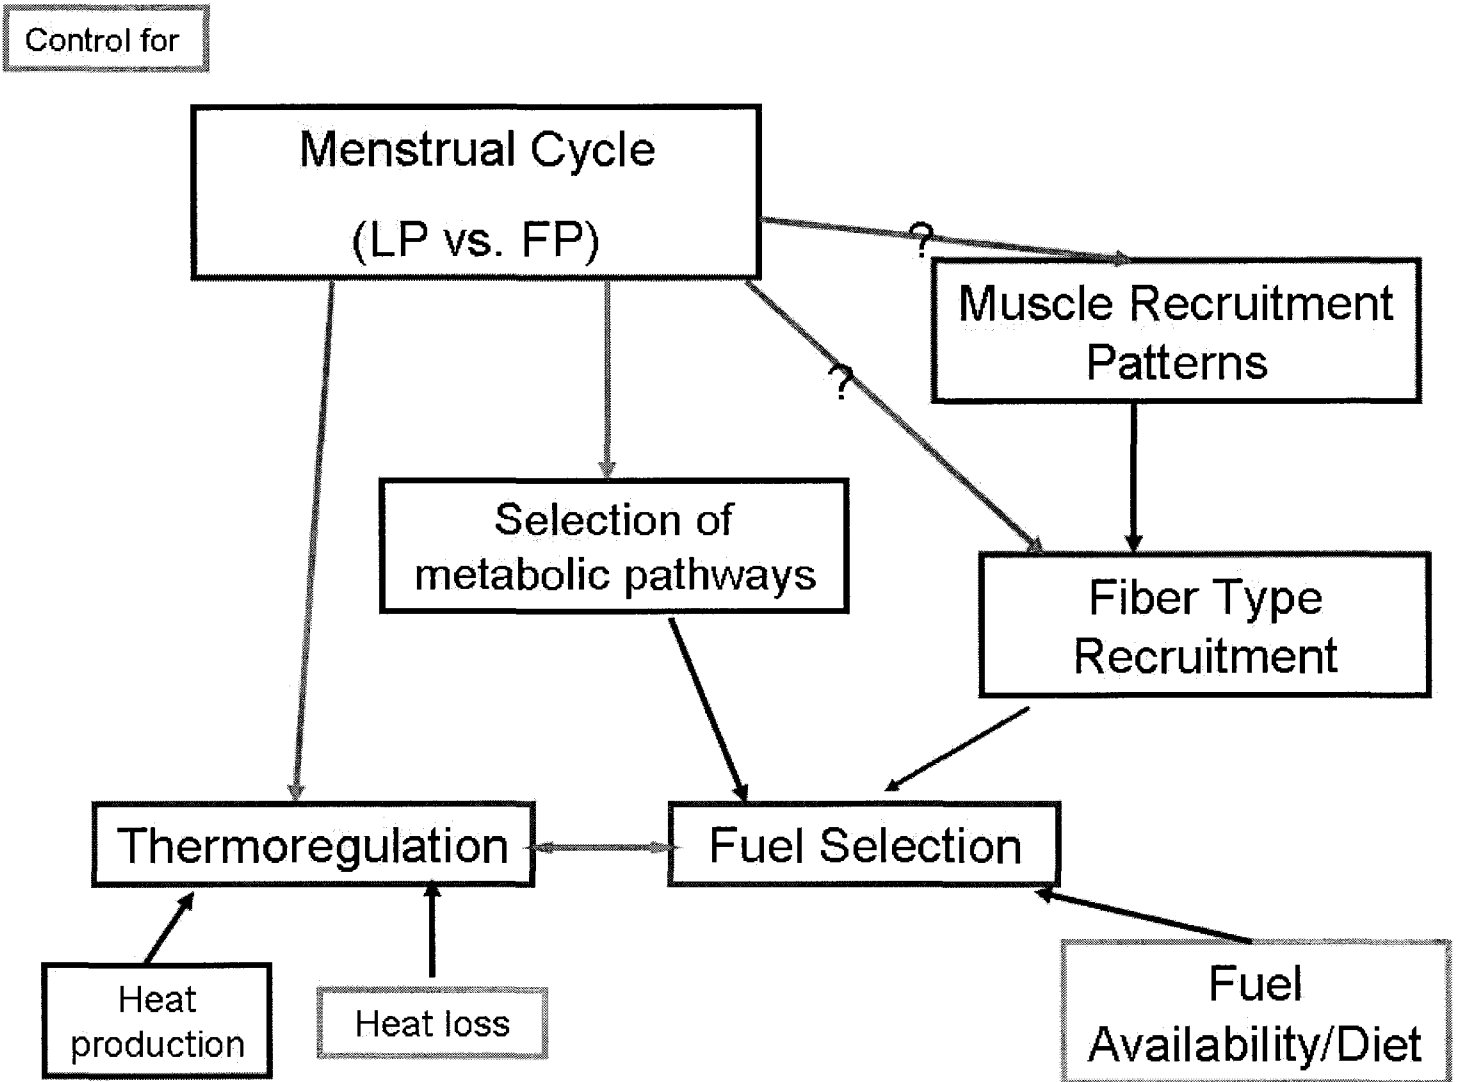 Control for
Menstrual Cycle
(LP vs. FP)
?
Muscle Recruitment
Patterns
?
Selection of
metabolic pathways
Fiber Type
Recruitment
Thermoregulation
Fuel Selection
Heat
production
Heat loss
Fuel
Availability/Diet